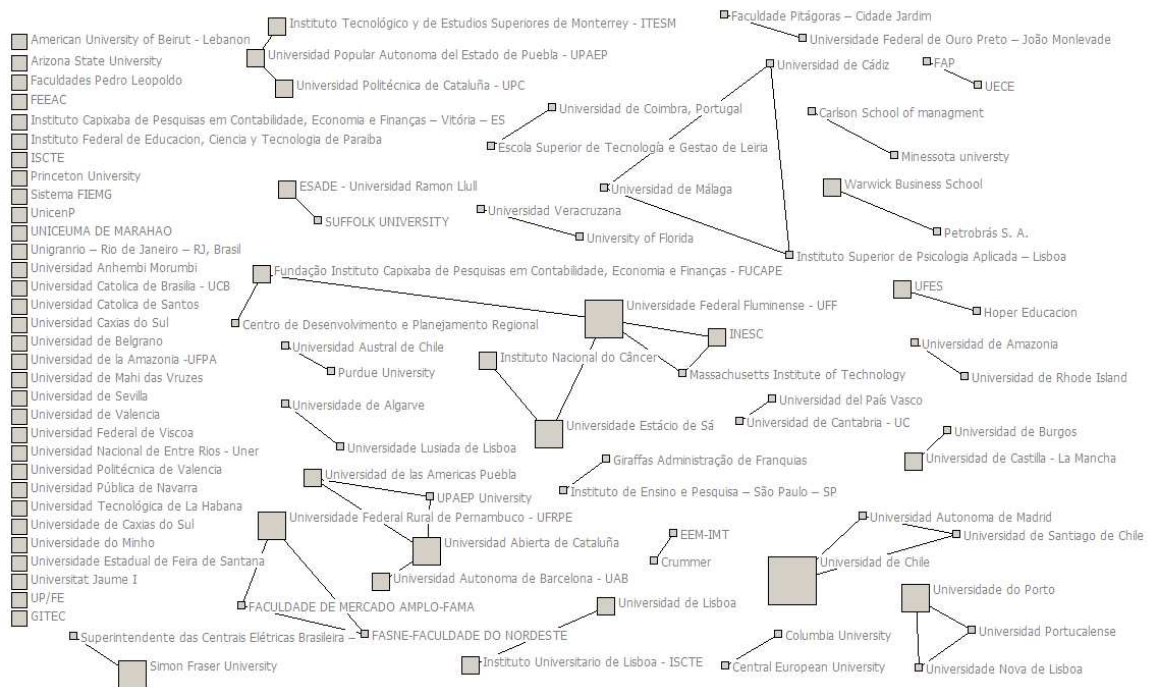 American University of Beirut - Lebanon
Arizona State University
Faculdades Pedro Leopoldo
FEEAC
Instituto Capixaba de Pesquisas em Contabilidade, Economia e Finanças – Vitória – ES
Instituto Federal de Educacion, Ciencia y Tecnologia de Paraiba
ISCTE
Princeton University
Sistema FIEMG
UnicenP
UNICEUMA DE MARAHAO
Unigranrio – Rio de Janeiro – RJ, Brasil
Universidad Anhembi Morumbi
Universidad Catolica de Brasilia - UCB
Universidad Catolica de Santos
Universidad Caxias do Sul
Universidad de Belgrano
Universidad de la Amazonia -UFPA
Universidad de Mahi das Vruzes
Universidad de Sevilla
Universidad de Valencia
Universidad Federal de Viscoa
Universidad Nacional de Entre Rios - Uner
Universidad Politécnica de Valencia
Universidad Pública de Navarra
Universidad Tecnológica de La Habana
Universidade de Caxias do Sul
Universidade do Minho
Universidade Estadual de Feira de Santana
Universitat Jaume I
UP/FE
GITEC
Superintendente das Centrais Elétricas Brasileira –
Simon Fraser University
Instituto Tecnológico y de Estudios Superiores de Monterrey - ITESM
Universidad Popular Autonoma del Estado de Puebla - UPAEP
Universidad Politécnica de Cataluña - UPC
Universidad de Coimbra, Portugal
Escola Superior de Tecnologia e Gestao de Leiria
ESADE - Universidad Ramon Llull
SUFFOLK UNIVERSITY
Universidad Veracruzana
University of Florida
Faculdade Pitágoras – Cidade Jardim
Universidade Federal de Ouro Preto – João Monlevade
Universidad de Cádiz
Universidad de Málaga
Instituto Superior de Psicologia Aplicada – Lisboa
FAP
UECE
Carlson School of managment
Minessota universty
Warwick Business School
Petrobrás S. A.
Fundação Instituto Capixaba de Pesquisas em Contabilidade, Economia e Finanças - FUCAPE
Centro de Desenvolvimento e Planejamento Regional
Universidade Federal Fluminense - UFF
INESC
Instituto Nacional do Câncer
Massachusetts Institute of Technology
Universidade Estácio de Sá
Universidad Austral de Chile
Purdue University
Universidade de Algarve
Universidade Lusiada de Lisboa
UFES
Hoper Educacion
Universidad de Amazonia
Universidad de Rhode Island
Universidad del País Vasco
Universidad de Cantabria - UC
Universidad de Burgos
Universidad de Castilla - La Mancha
Giraffas Administração de Franquias
Instituto de Ensino e Pesquisa – São Paulo – SP
Universidad de las Americas Puebla
UPAEP University
Universidade Federal Rural de Pernambuco - UFRPE
Universidad Abierta de Cataluña
Universidad Autonoma de Barcelona - UAB
FACULDADE DE MERCADO AMPLO-FAMA
FASNE-FACULDADE DO NORDESTE
EEM-IMT
Crummer
Universidad Autonoma de Madrid
Universidad de Santiago de Chile
Universidad de Chile
Universidade do Porto
Universidad Portucalense
Universidade Nova de Lisboa
Universidad de Lisboa
Instituto Universitario de Lisboa - ISCTE
Columbia University
Central European University